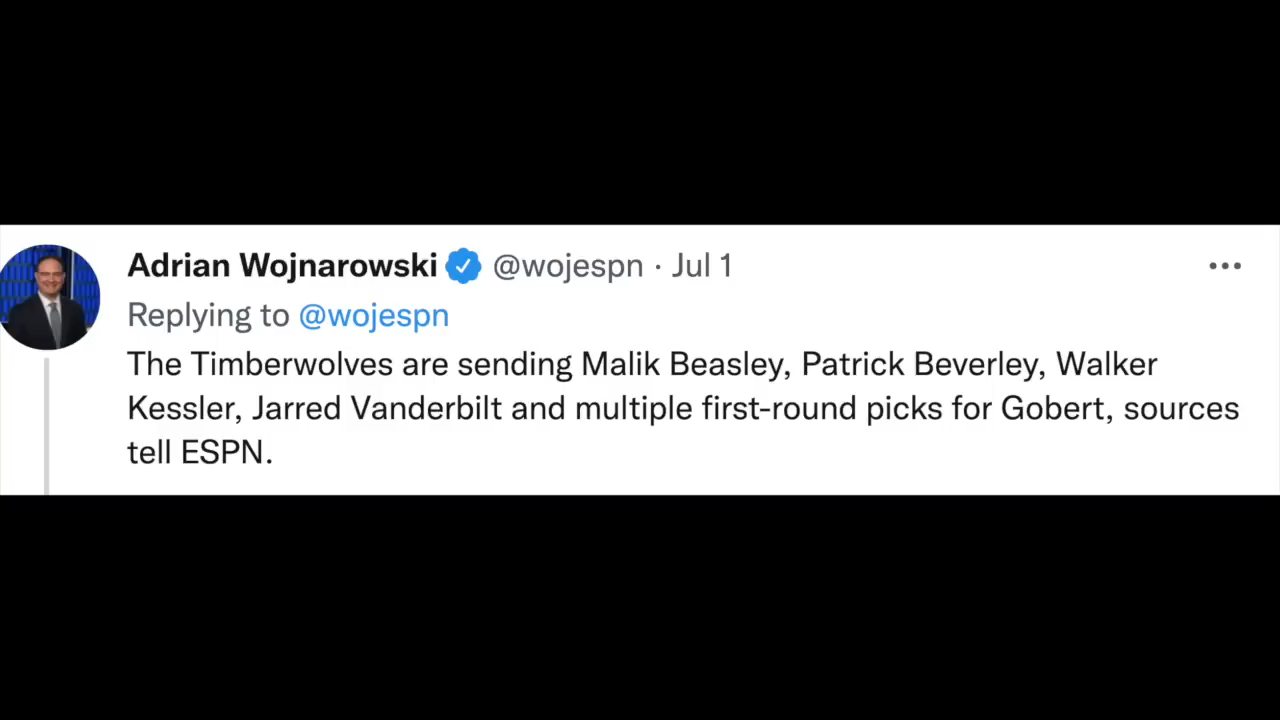 Adrian Wojnarowski @wojespn · Jul 1
Replying to @wojespn
The Timberwolves are sending Malik Beasley, Patrick Beverley, Walker
Kessler, Jarred Vanderbilt and multiple first-round picks for Gobert, sources
tell ESPN.